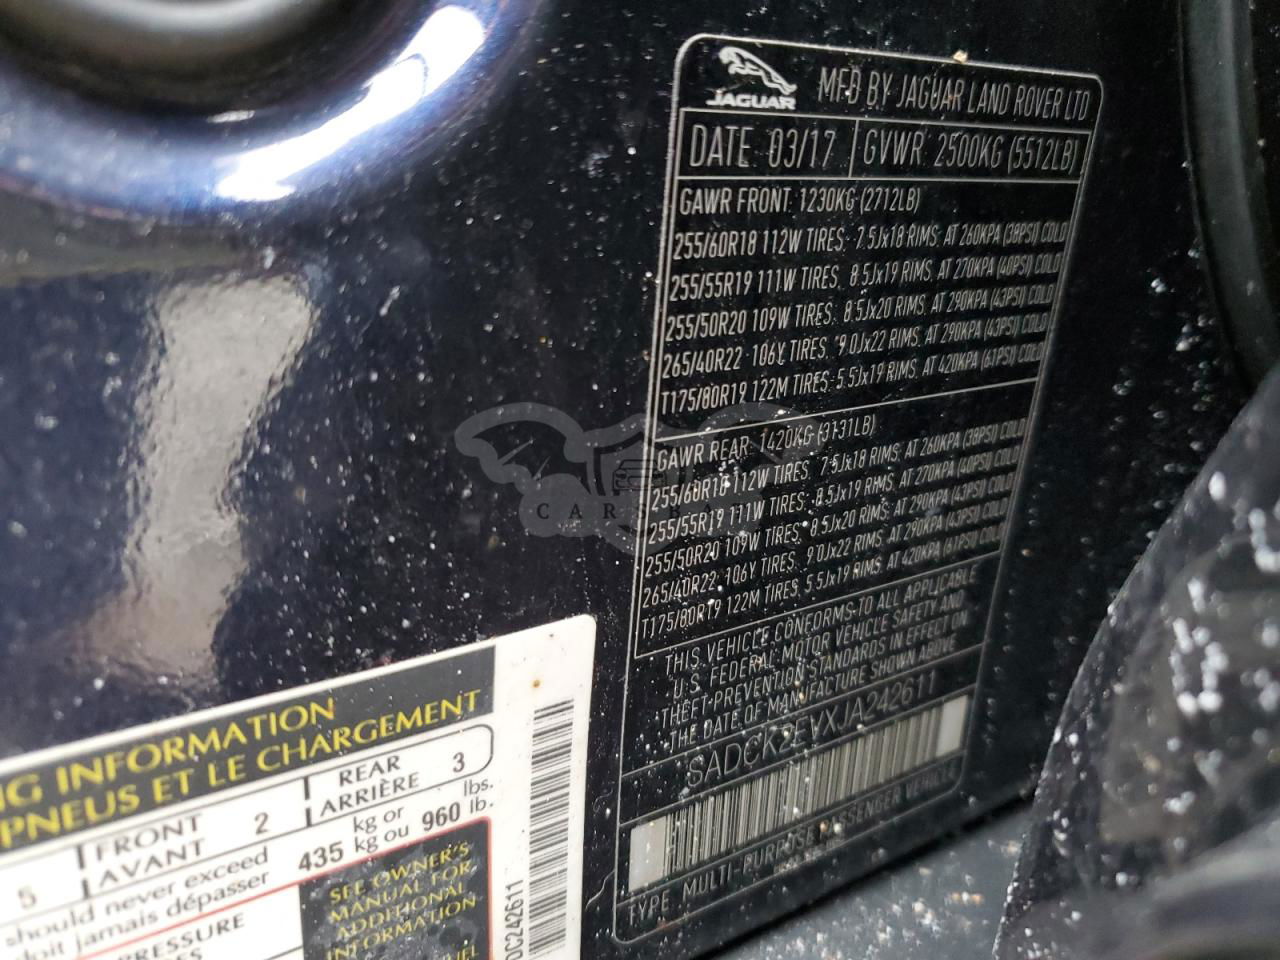 JAGUAR
MFD BY JAGUAR LAND ROVER LTD
DATE: 03/17 GVWR: 2500KG (5512LB)
GAWR FRONT: 1230KG (2712LB)
255/60R18 112W TIRES; 7.5Jx18 RIMS; AT 260KPA (38PSI) COLD
255/55R19 111W TIRES; 8.5Jx19 RIMS; AT 270KPA (40PSI) COLD
255/50R20 109W TIRES; 8.5Jx20 RIMS; AT 290KPA (43PSI) COLD
265/40R22 106Y TIRES; 9.0Jx22 RIMS; AT 290KPA (43PSI) COLD
T175/80R19 122M TIRES; 5.5Jx19 RIMS; AT 420KPA (61PSI) COLD
GAWR REAR: 1420KG (3131LB)
255/60R18 112W TIRES; 7.5Jx18 RIMS; AT 260KPA (38PSI) COLD
255/55R19 111W TIRES; 8.5Jx19 RIMS; AT 270KPA (40PSI) COLD
255/50R20 109W TIRES; 8.5Jx20 RIMS; AT 290KPA (43PSI) COLD
265/40R22 106Y TIRES; 9.0Jx22 RIMS; AT 290KPA (43PSI) COLD
T175/80R19 122M TIRES; 5.5Jx19 RIMS; AT 420KPA (61PSI) COLD
THIS VEHICLE CONFORMS TO ALL APPLICABLE
U.S. FEDERAL MOTOR VEHICLE SAFETY AND
THEFT PREVENTION STANDARDS IN EFFECT ON
THE DATE OF MANUFACTURE SHOWN ABOVE
SADCK2EVXJA242611
TYPE: MULTI-PURPOSE PASSENGER VEHICLE
NG INFORMATION
PNEUS ET LE CHARGEMENT
5 FRONT AVANT 2 REAR ARRIÈRE 3
should never exceed 435 kg or 960 lbs.
doit jamais dépasser kg ou lb.
PRESSURE
SEE OWNER'S
MANUAL FOR
ADDITIONAL
INFORMATION
DC242611